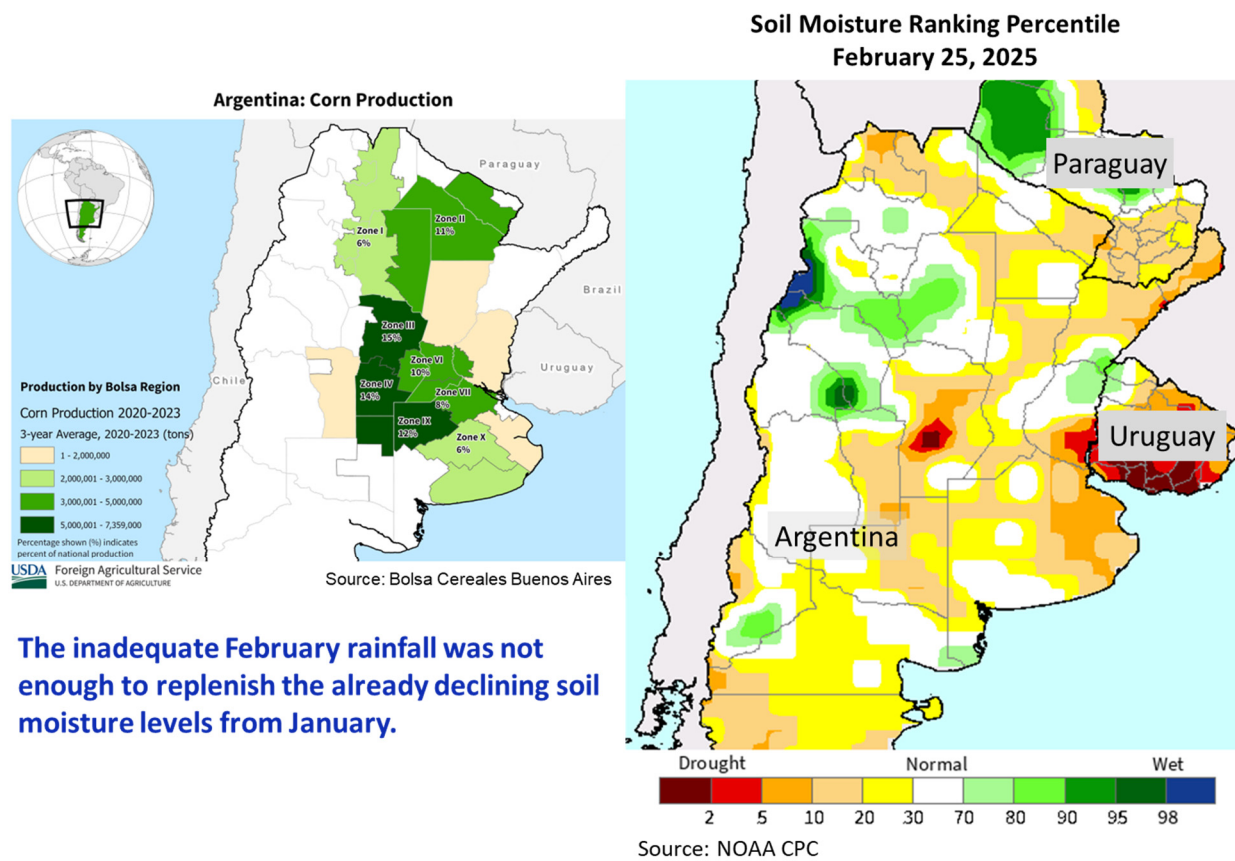 Soil Moisture Ranking Percentile
February 25, 2025
Argentina: Corn Production
Paraguay
Zone II
11%
Zone I
6%
Brazil
Zone III
15%
Zone VI
10%
Uruguay
Chile
Zone IV
14%
Zone VII
8%
Zone IX
12%
Zone X
6%
Production by Bolsa Region
Corn Production 2020-2023
3-year Average, 2020-2023 (tons)
1 - 2,000,000
2,000,001 - 3,000,000
3,000,001 - 5,000,000
5,000,001 - 7,359,000
Percentage shown (%) indicates
percent of national production
USDA
Foreign Agricultural Service
U.S. DEPARTMENT OF AGRICULTURE
Source: Bolsa Cereales Buenos Aires
The inadequate February rainfall was not
enough to replenish the already declining soil
moisture levels from January.
Paraguay
Uruguay
Argentina
Drought Normal Wet
2 5 10 20 30 70 80 90 95 98
Source: NOAA CPC